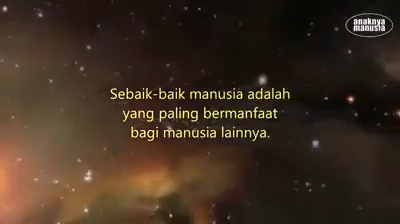 anaknya
manusia
Sebaik-baik manusia adalah
yang paling bermanfaat
bagi manusia lainnya.